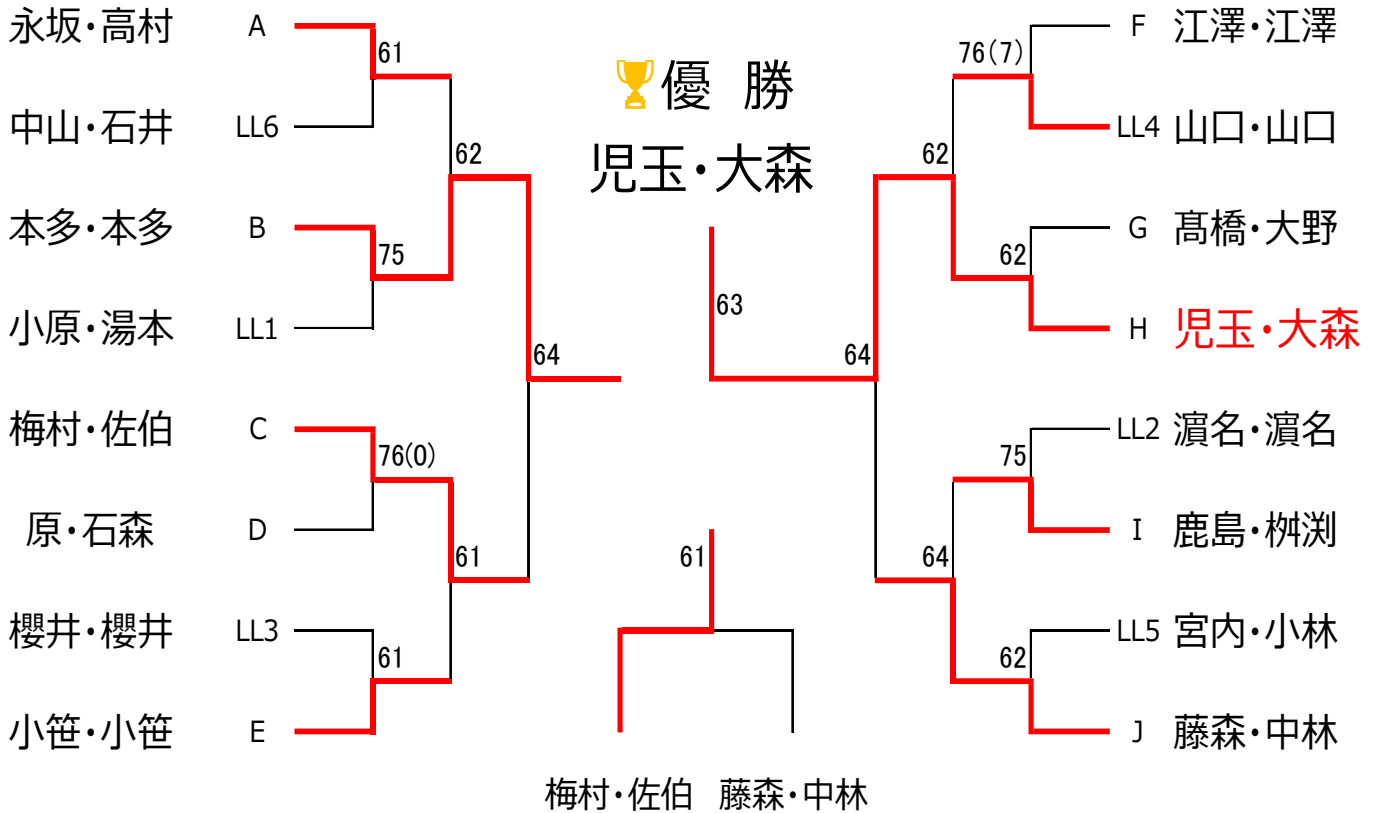 優 勝
児玉・大森
永坂・高村 A
61
中山・石井 LL6
62
本多・本多 B
75
小原・湯本 LL1
64
梅村・佐伯 C
76(0)
原・石森 D
61
櫻井・櫻井 LL3
61
小笹・小笹 E
63
F 江澤・江澤
76(7)
LL4 山口・山口
62
G 髙橋・大野
62
H 児玉・大森
64
LL2 濵名・濵名
75
I 鹿島・桝渕
64
LL5 宮内・小林
62
J 藤森・中林
61
梅村・佐伯 藤森・中林